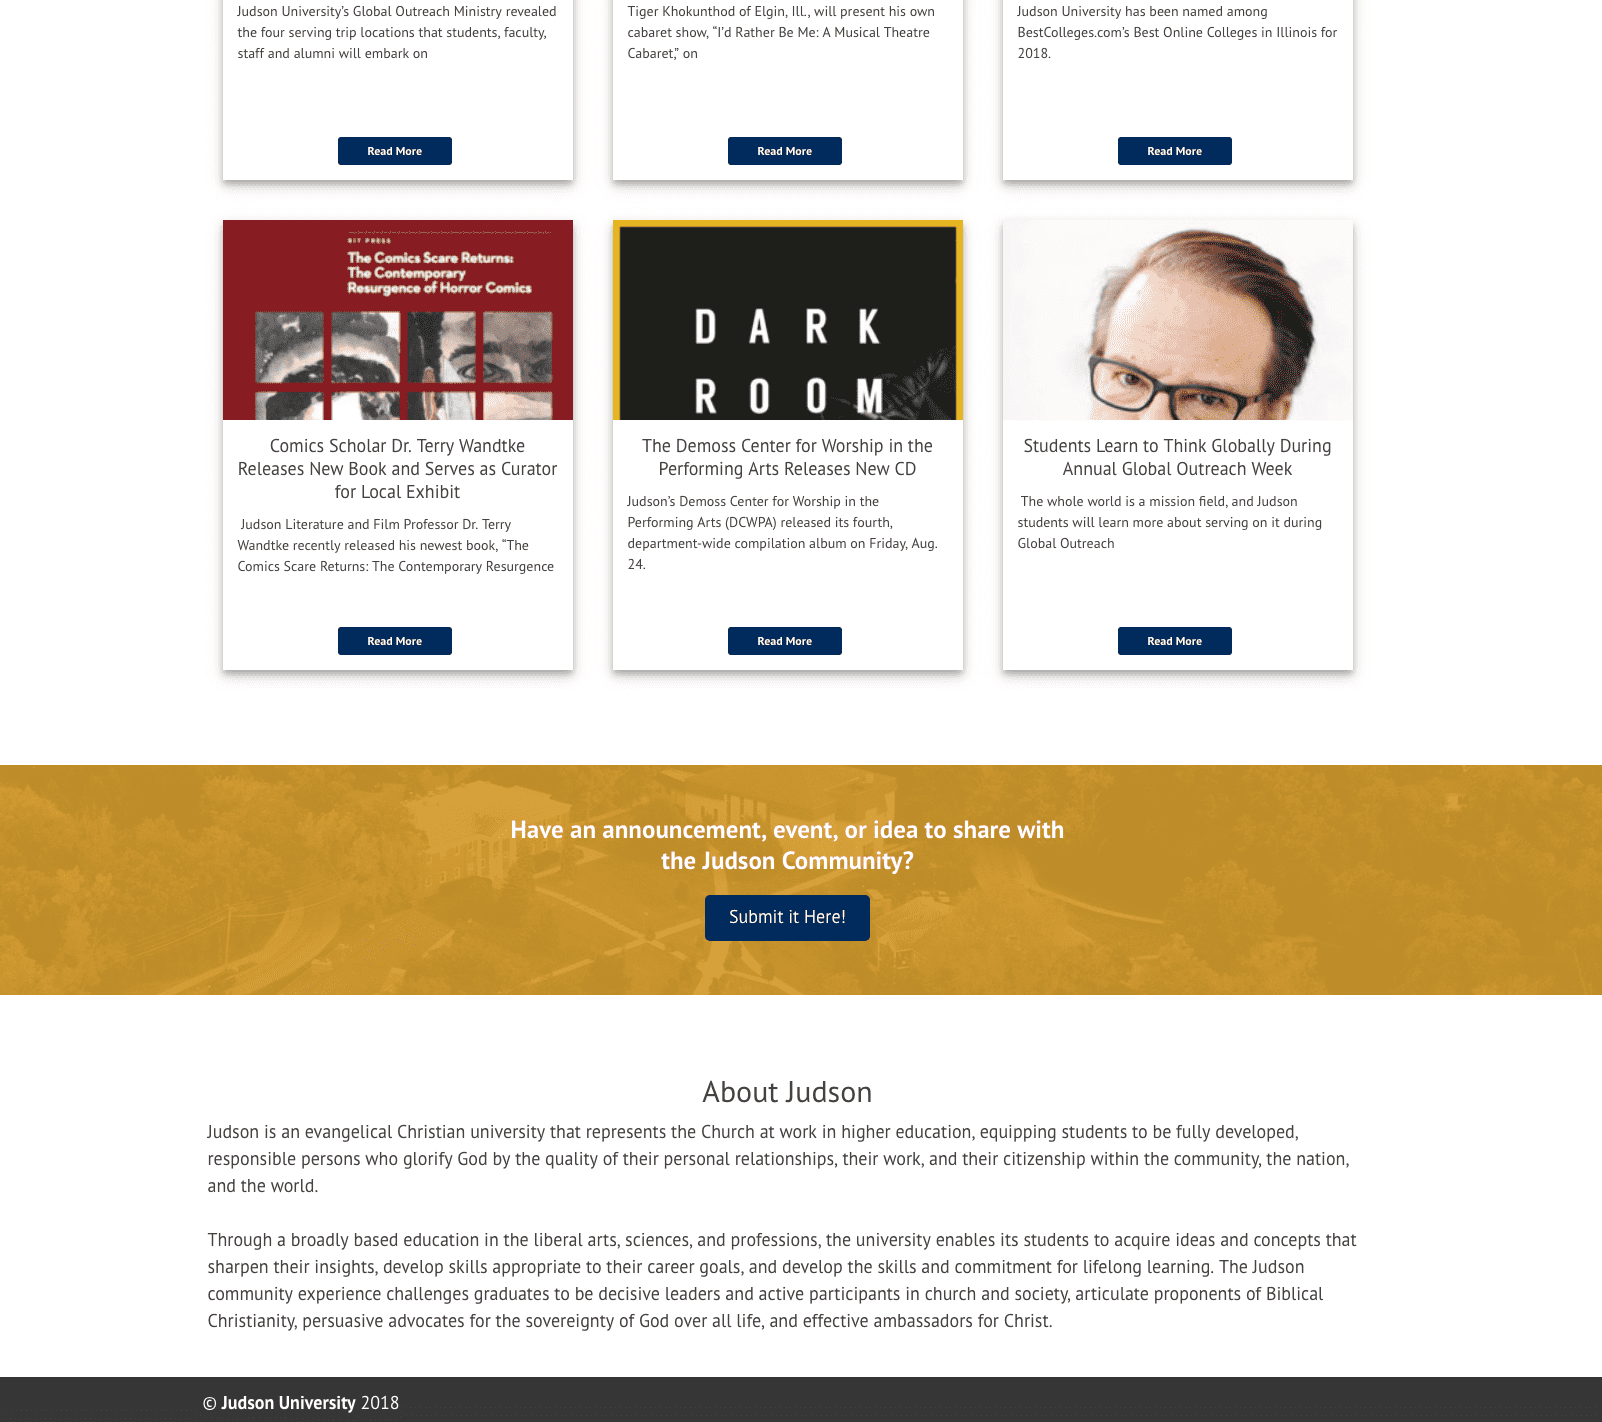 Judson University's Global Outreach Ministry revealed
the four serving trip locations that students, faculty,
staff and alumni will embark on
Read More
Tiger Khokunthod of Elgin, Ill., will present his own
cabaret show, “I’d Rather Be Me: A Musical Theatre
Cabaret,” on
Read More
Judson University has been named among
BestColleges.com’s Best Online Colleges in Illinois for
2018.
Read More
RIT PRESS
The Comics Scare Returns:
The Contemporary
Resurgence of Horror Comics
Comics Scholar Dr. Terry Wandtke
Releases New Book and Serves as Curator
for Local Exhibit
Judson Literature and Film Professor Dr. Terry
Wandtke recently released his newest book, “The
Comics Scare Returns: The Contemporary Resurgence
Read More
DARK
ROOM
The Demoss Center for Worship in the
Performing Arts Releases New CD
Judson’s Demoss Center for Worship in the
Performing Arts (DCWPA) released its fourth,
department-wide compilation album on Friday, Aug.
24.
Read More
Students Learn to Think Globally During
Annual Global Outreach Week
The whole world is a mission field, and Judson
students will learn more about serving on it during
Global Outreach
Read More
Have an announcement, event, or idea to share with
the Judson Community?
Submit it Here!
About Judson
Judson is an evangelical Christian university that represents the Church at work in higher education, equipping students to be fully developed,
responsible persons who glorify God by the quality of their personal relationships, their work, and their citizenship within the community, the nation,
and the world.
Through a broadly based education in the liberal arts, sciences, and professions, the university enables its students to acquire ideas and concepts that
sharpen their insights, develop skills appropriate to their career goals, and develop the skills and commitment for lifelong learning. The Judson
community experience challenges graduates to be decisive leaders and active participants in church and society, articulate proponents of Biblical
Christianity, persuasive advocates for the sovereignty of God over all life, and effective ambassadors for Christ.
© Judson University 2018